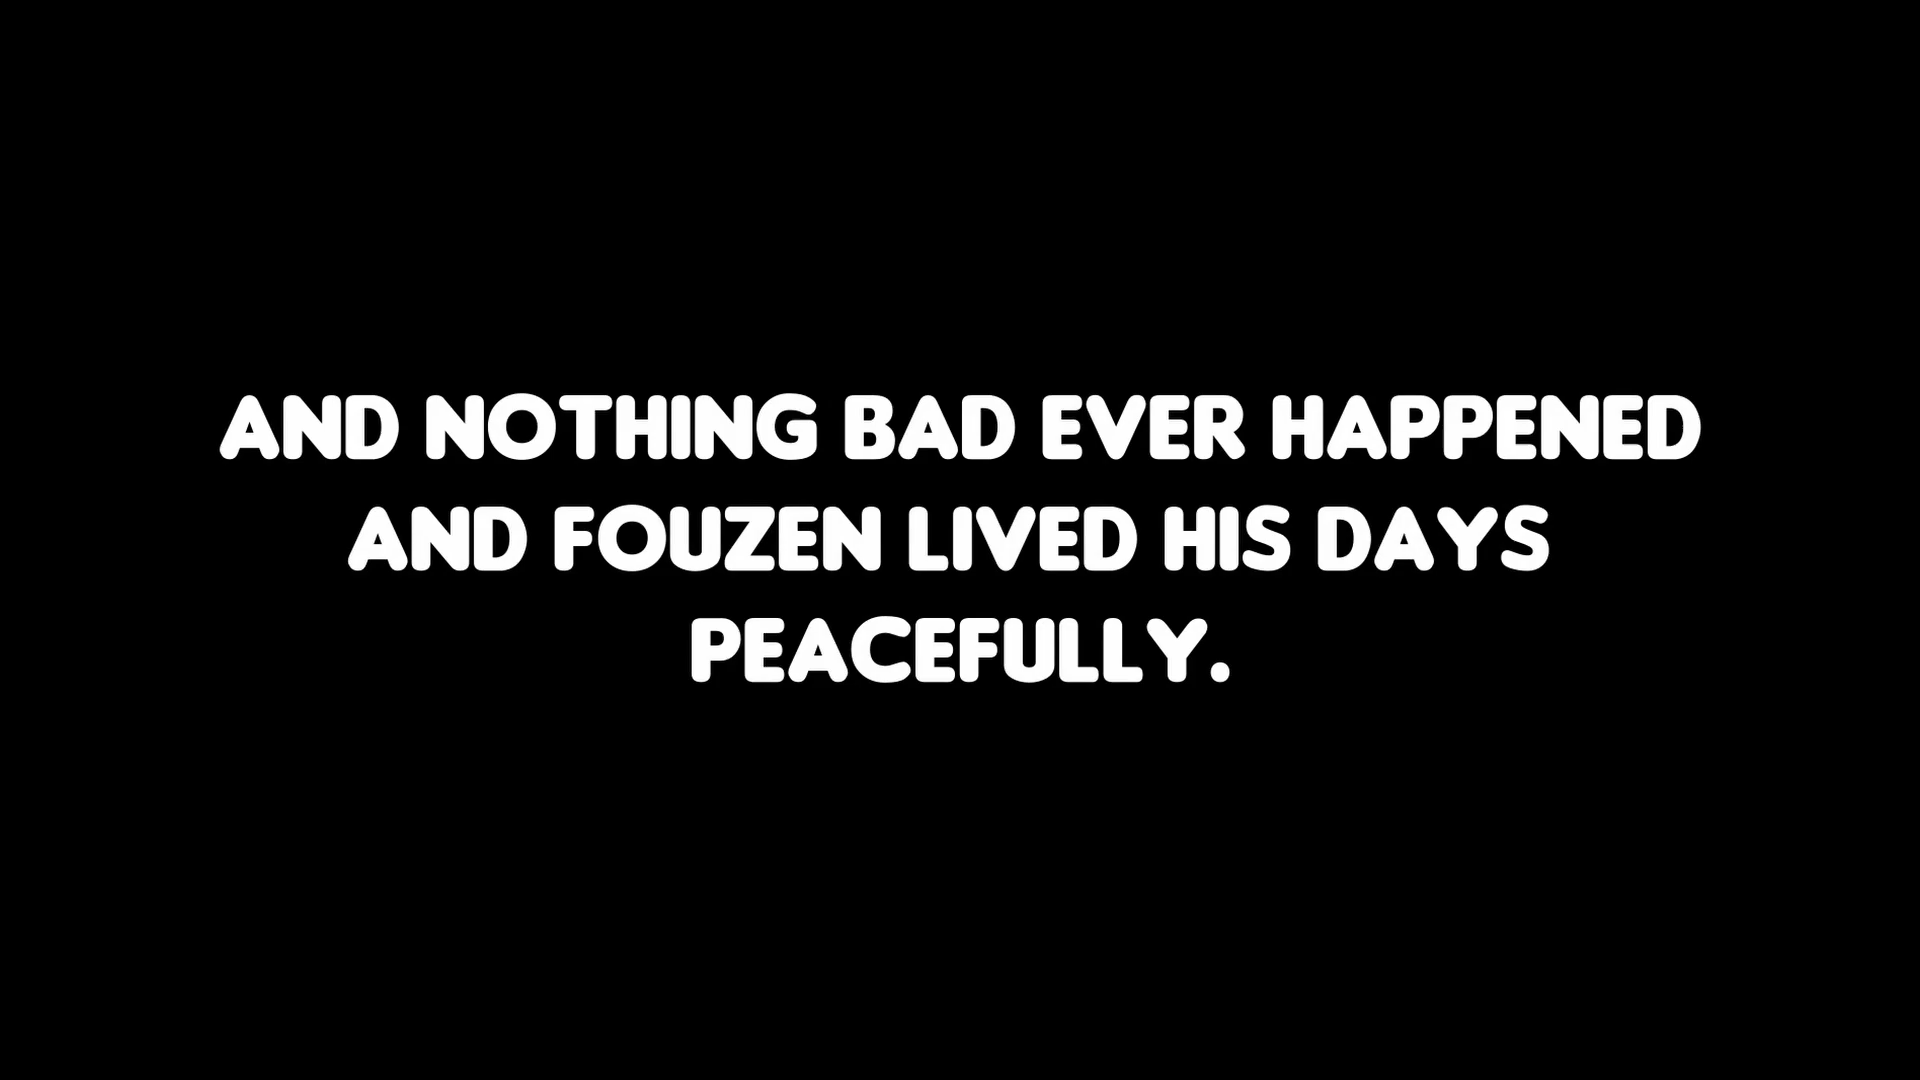 AND NOTHING BAD EVER HAPPENED
AND FOUZEN LIVED HIS DAYS
PEACEFULLY.